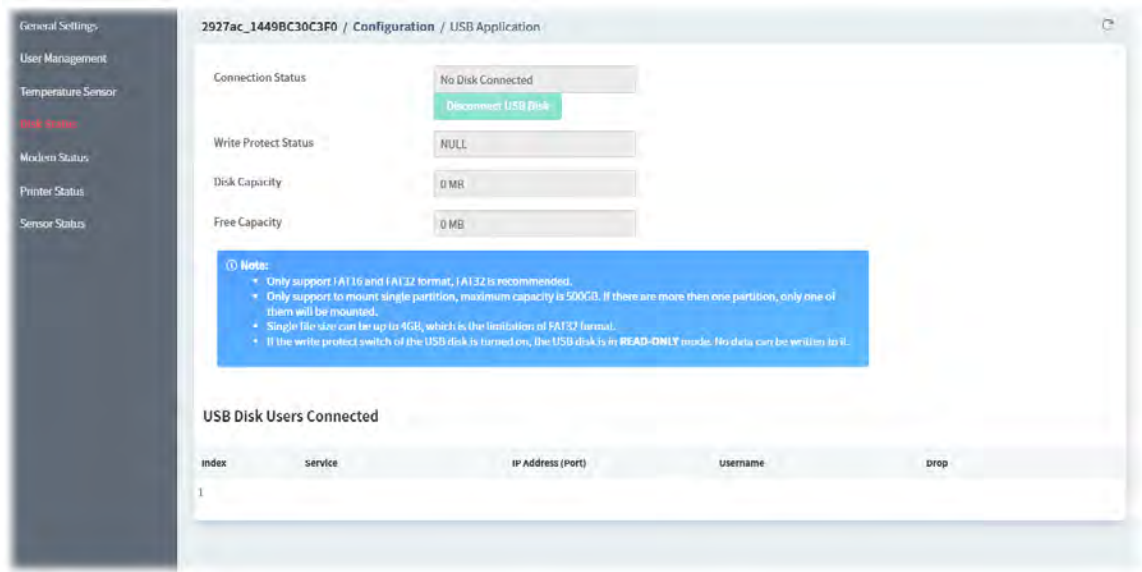 General Settings
User Management
Temperature Sensor
Disk Status
Modem Status
Printer Status
Sensor Status
2927ac_1449BC30C3F0 / Configuration / USB Application
Connection Status
No Disk Connected
Disconnect USB Disk
Write Protect Status
NULL
Disk Capacity
0 MB
Free Capacity
0 MB
Note:
• Only support FAT16 and FAT32 format, FAT32 is recommended.
• Only support to mount single partition, maximum capacity is 500GB. If there are more then one partition, only one of
them will be mounted.
• Single file size can be up to 4GB, which is the limitation of FAT32 format.
• If the write protect switch of the USB disk is turned on, the USB disk is in READ-ONLY mode. No data can be written to it.
USB Disk Users Connected
Index Service IP Address (Port) Username Drop
1